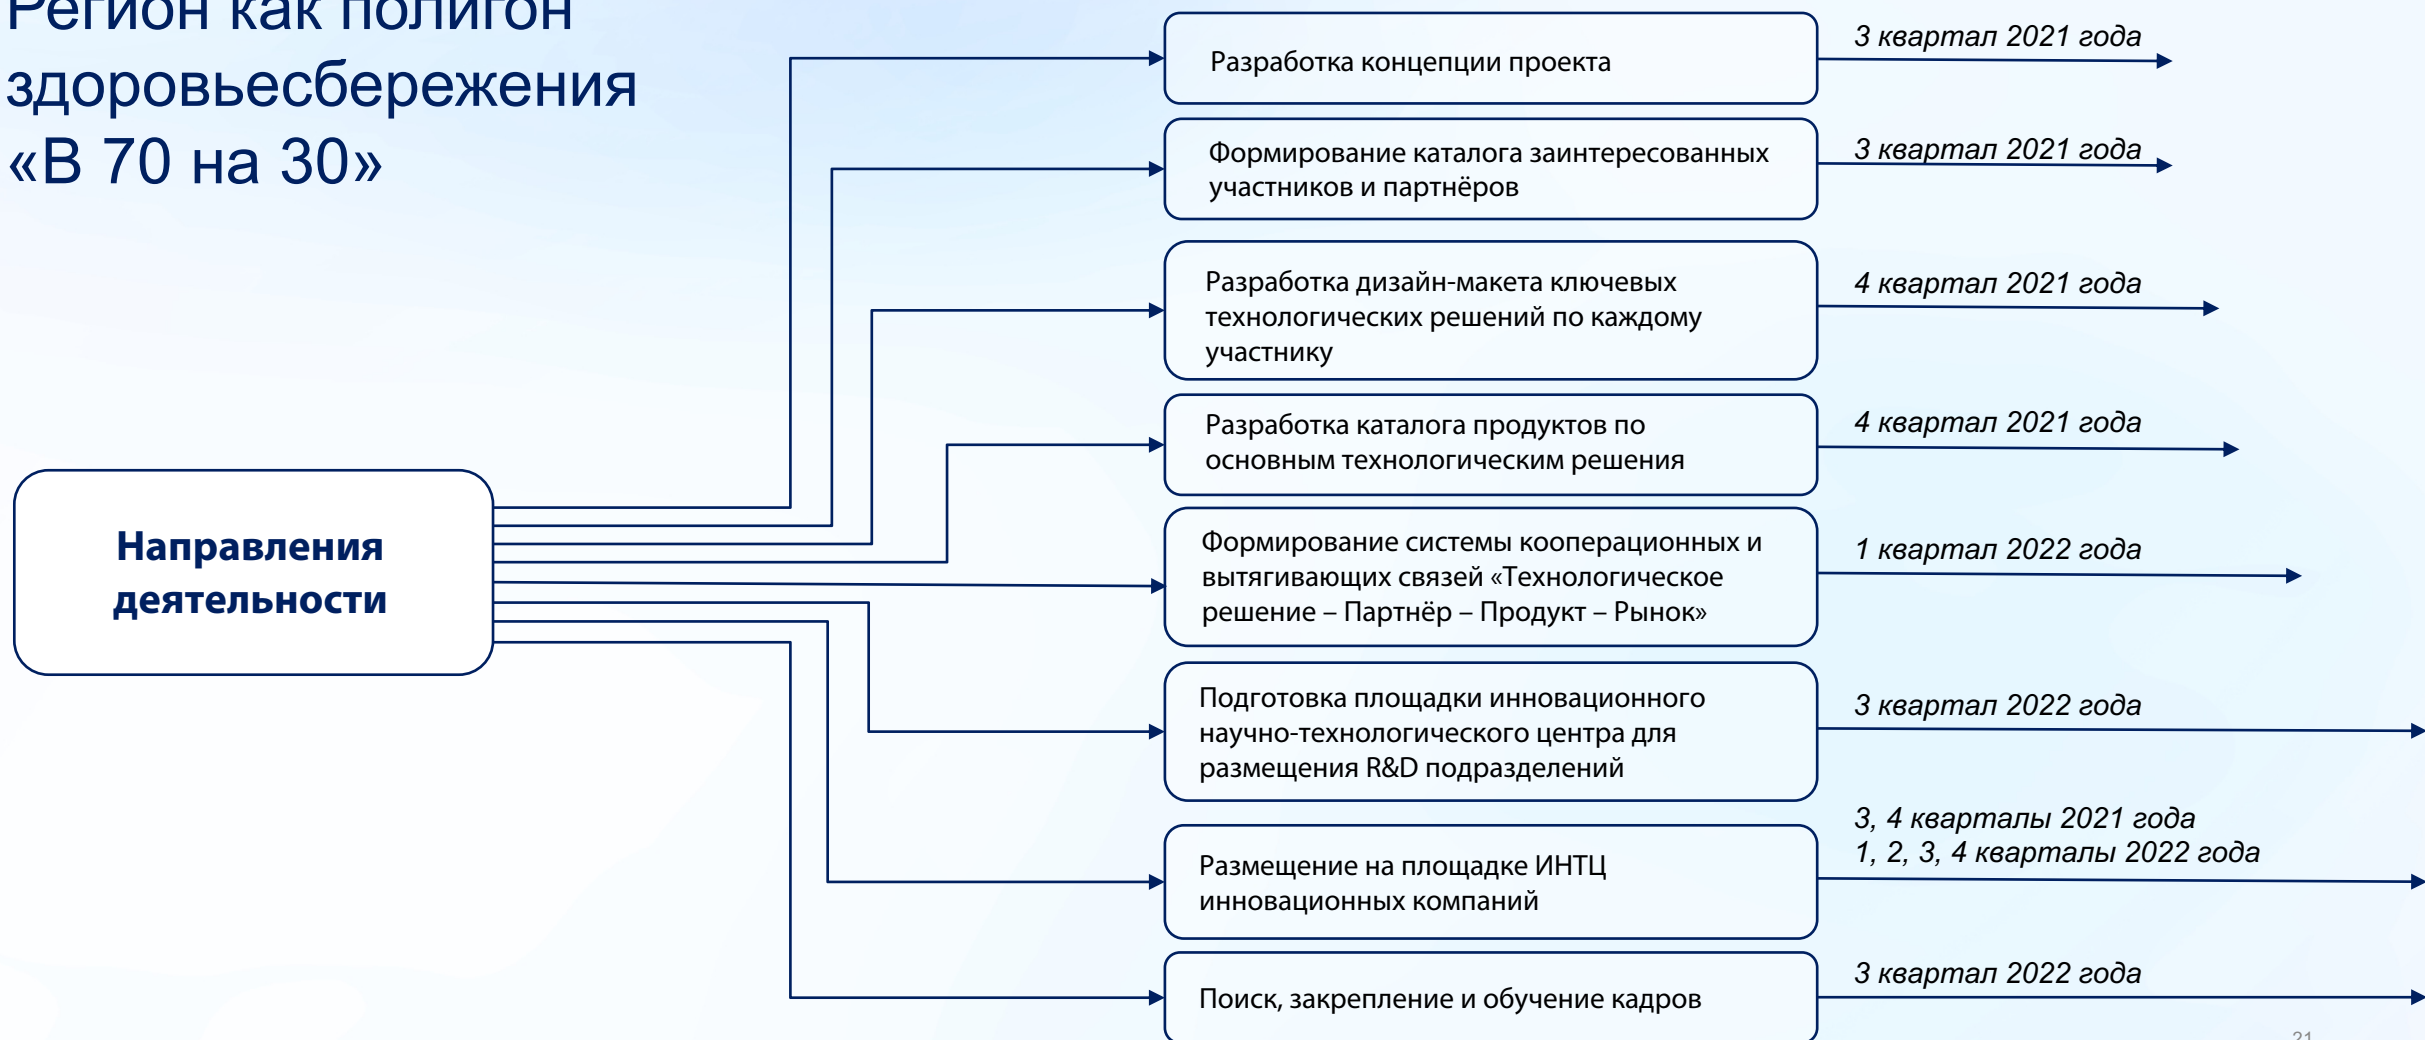 Регион как полигон
здоровьесбережения
«В 70 на 30»
Направления
деятельности
Разработка концепции проекта
3 квартал 2021 года
Формирование каталога заинтересованных
участников и партнёров
3 квартал 2021 года
Разработка дизайн-макета ключевых
технологических решений по каждому
участнику
4 квартал 2021 года
Разработка каталога продуктов по
основным технологическим решения
4 квартал 2021 года
Формирование системы кооперационных и
вытягивающих связей «Технологическое
решение – Партнёр – Продукт – Рынок»
1 квартал 2022 года
Подготовка площадки инновационного
научно-технологического центра для
размещения R&D подразделений
3 квартал 2022 года
Размещение на площадке ИНТЦ
инновационных компаний
3, 4 кварталы 2021 года
1, 2, 3, 4 кварталы 2022 года
Поиск, закрепление и обучение кадров
3 квартал 2022 года
21